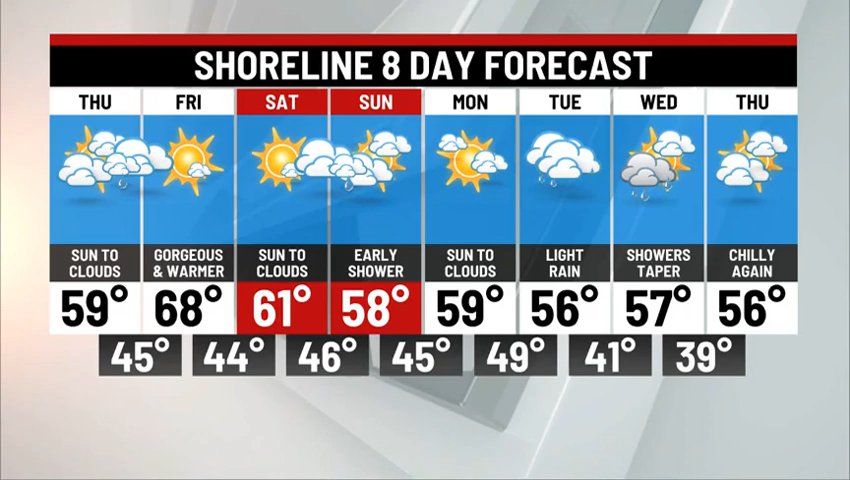 SHORELINE 8 DAY FORECAST
THU FRI SAT SUN MON TUE WED THU
SUN TO CLOUDS
GORGEOUS & WARMER
SUN TO CLOUDS
EARLY SHOWER
SUN TO CLOUDS
LIGHT RAIN
SHOWERS TAPER
CHILLY AGAIN
59° 68° 61° 58° 59° 56° 57° 56°
45° 44° 46° 45° 49° 41° 39°